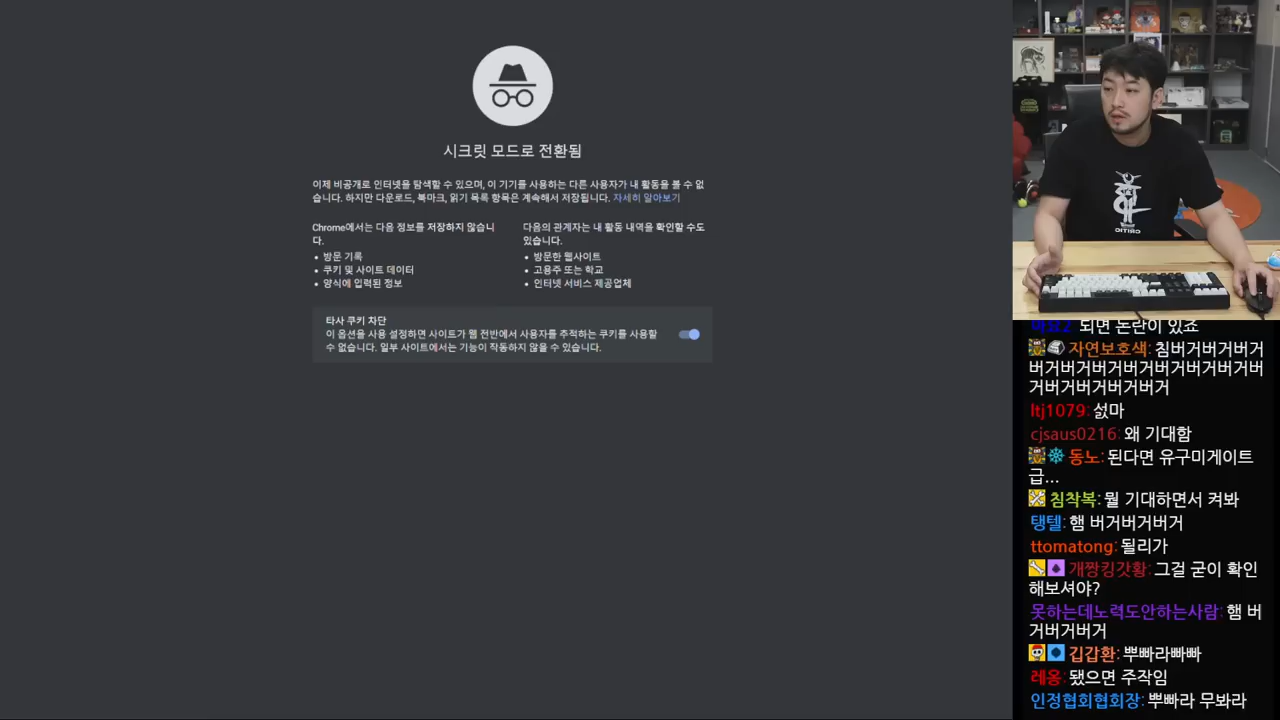 시크릿 모드로 전환됨
이제 비공개로 인터넷을 탐색할 수 있으며, 이 기기를 사용하는 다른 사용자가 내 활동을 볼 수 없
습니다. 하지만 다운로드, 북마크, 읽기 목록 항목은 계속해서 저장됩니다. 자세히 알아보기
Chrome에서는 다음 정보를 저장하지 않습니
다.
• 방문 기록
• 쿠키 및 사이트 데이터
• 양식에 입력된 정보
다음의 관계자는 내 활동 내역을 확인할 수도
있습니다.
• 방문한 웹사이트
• 고용주 또는 학교
• 인터넷 서비스 제공업체
타사 쿠키 차단
이 옵션을 사용 설정하면 사이트가 웹 전반에서 사용자를 추적하는 쿠키를 사용할
수 없습니다. 일부 사이트에서는 기능이 작동하지 않을 수 있습니다.
되면 논란이 있죠
자연보호색: 침버거버거버거
버거버거버거버거버거버거버
거버거버거버거버거
ltj1079: 섨마
cjsaus0216: 왜 기대함
동노: 된다면 유구미게이트
급...
침착복: 뭘 기대하면서 켜봐
탱텔: 햄 버거버거버거
ttomatong: 될리가
개짱킹갓황: 그걸 굳이 확인
해보셔야?
못하는데노력도안하는사람: 햄 버
거버거버거
김갑환: 뿌빠라빠빠
레옹: 됐으면 주작임
인정협회협회장: 뿌빠라 무봐라